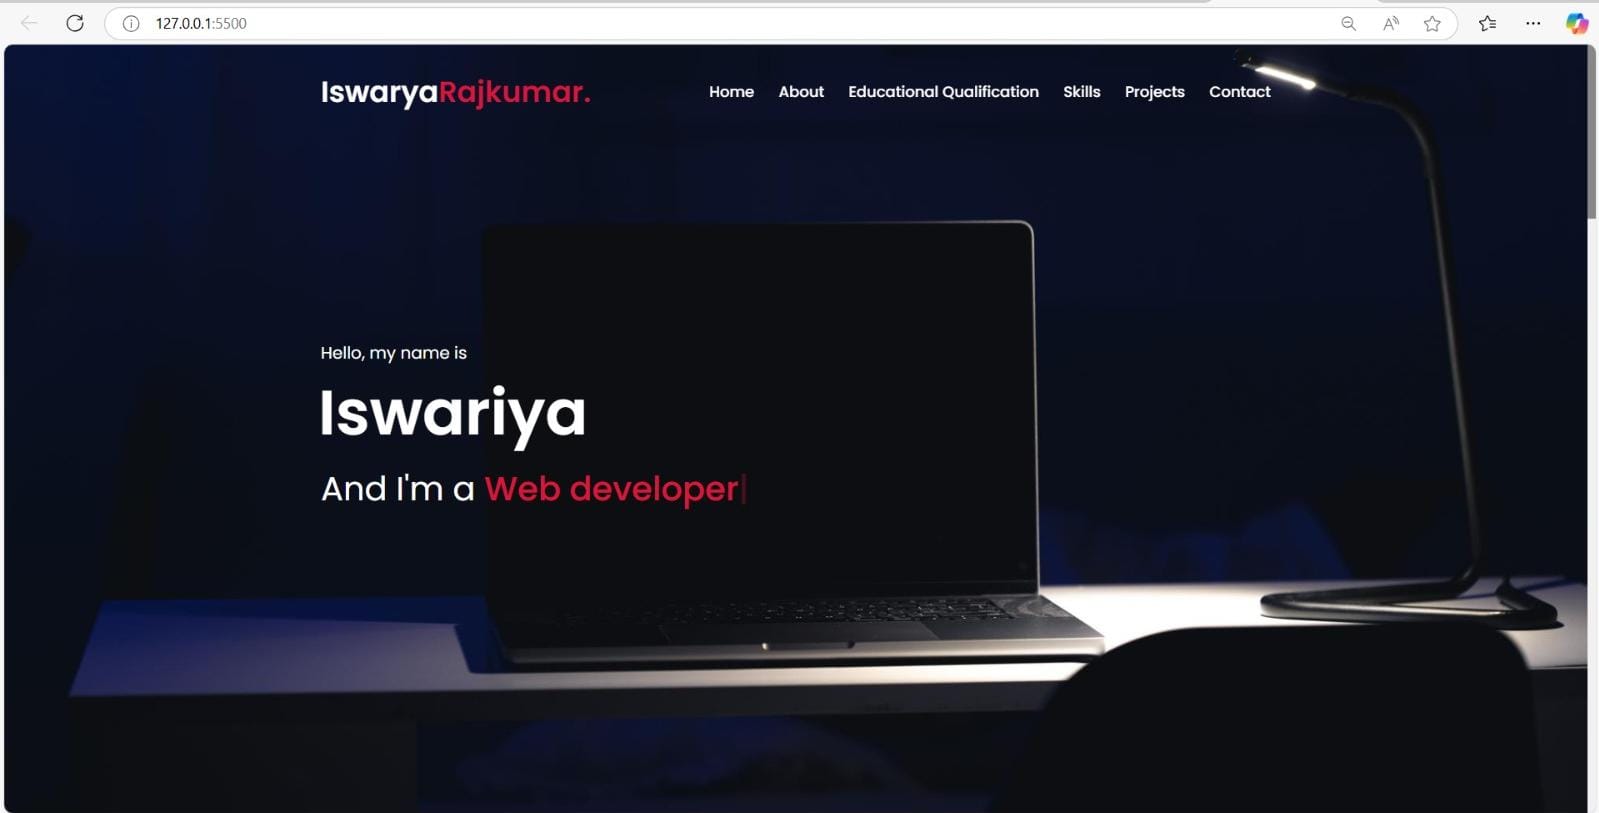 127.0.0.1:5500
IswaryaRajkumar.
Home About Educational Qualification Skills Projects Contact
Hello, my name is
Iswariya
And I'm a Web developer